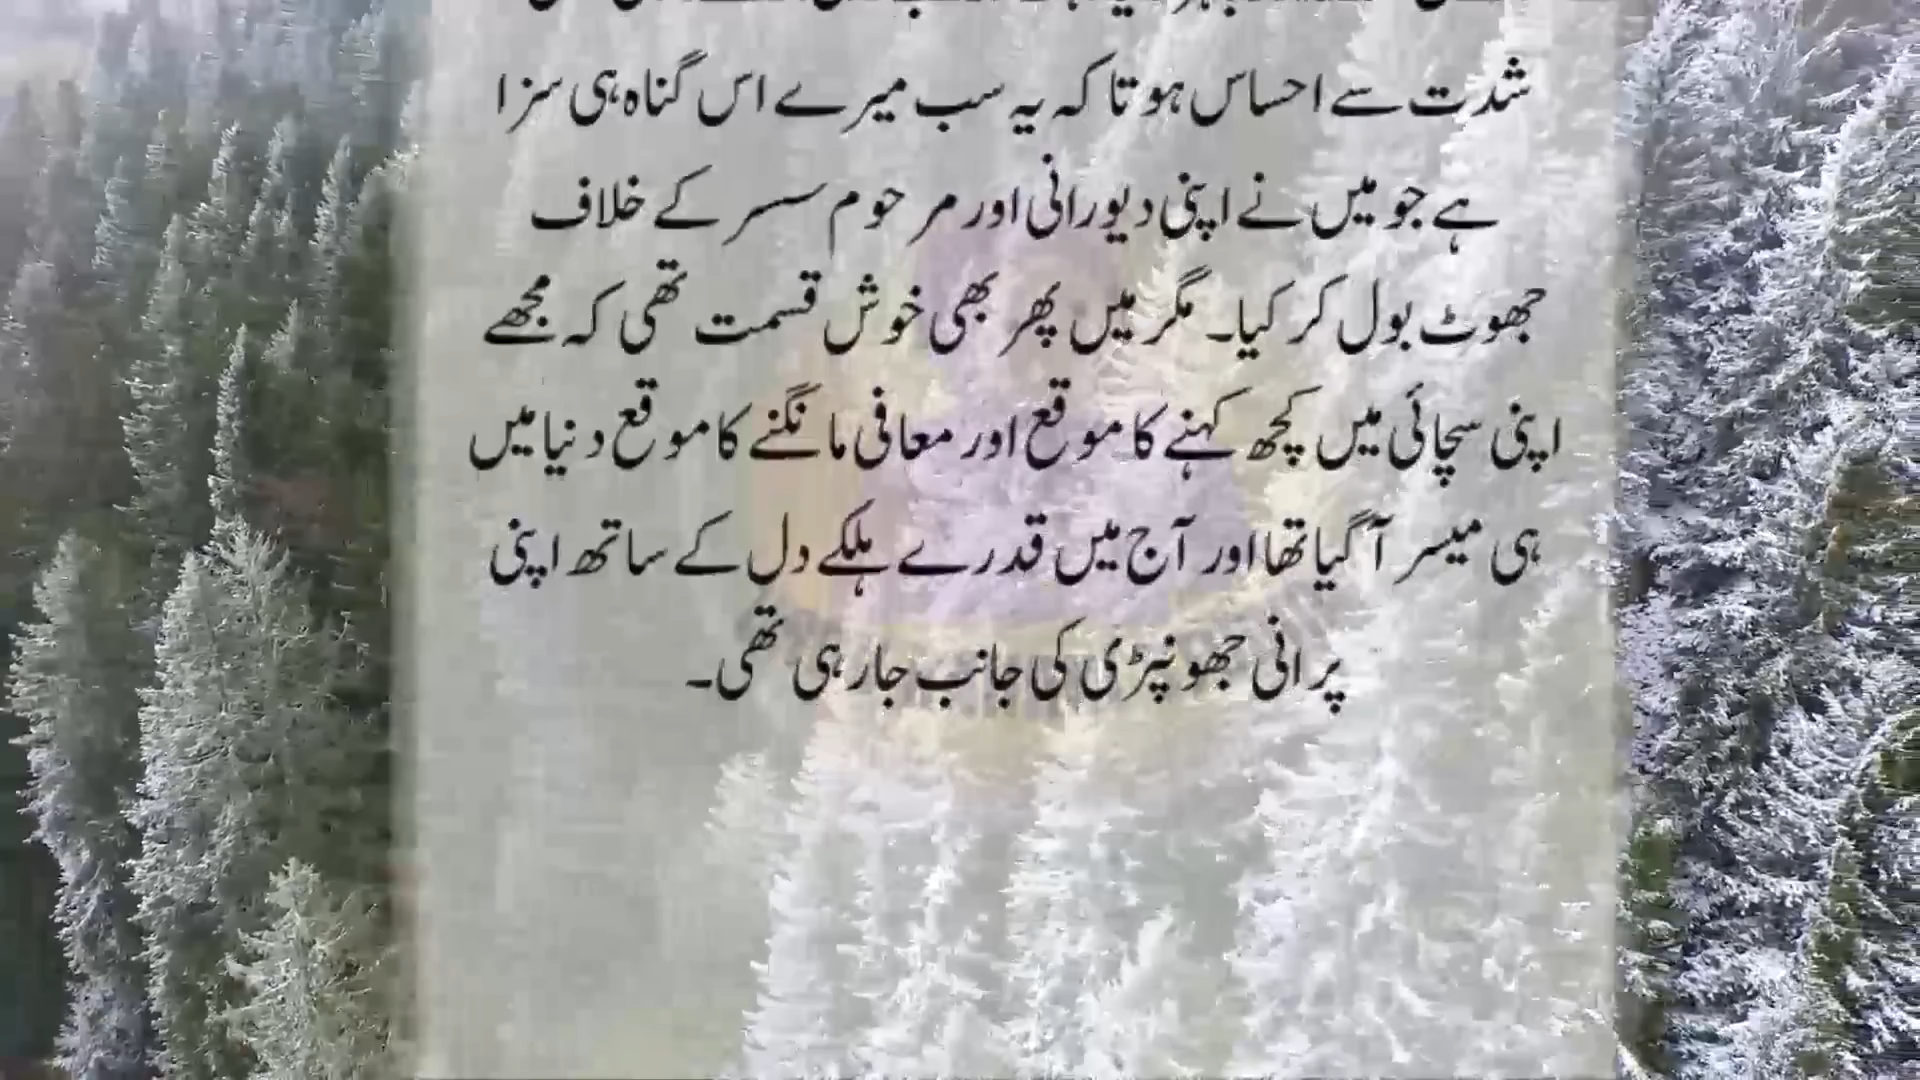 شدت سے احساس ہوتا کہ یہ سب میرے اس گناہ ہی سزا
ہے جو میں نے اپنی دیورانی اور مرحوم سسر کے خلاف
جھوٹ بول کر کیا۔ مگر میں پھر بھی خوش قسمت تھی کہ مجھے
اپنی سچائی میں کچھ کہنے کا موقع اور معافی مانگنے کا موقع دنیا میں
ہی میسر آگیا تھا اور آج میں قدرے ہلکے دل کے ساتھ اپنی
پرانی جھونپڑی کی جانب جارہی تھی۔